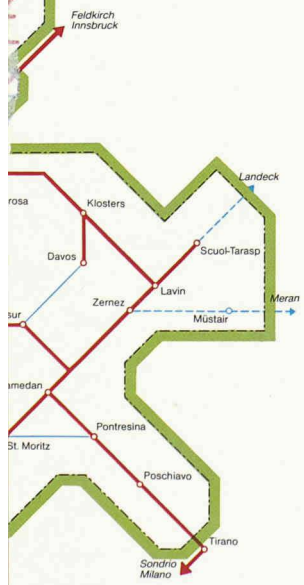 Feldkirch
Innsbruck
Landeck
rosa
Klosters
Scuol-Tarasp
Davos
Lavin
Zernez
Meran
sur
Müstair
amedan
Pontresina
St. Moritz
Poschiavo
Tirano
Sondrio
Milano